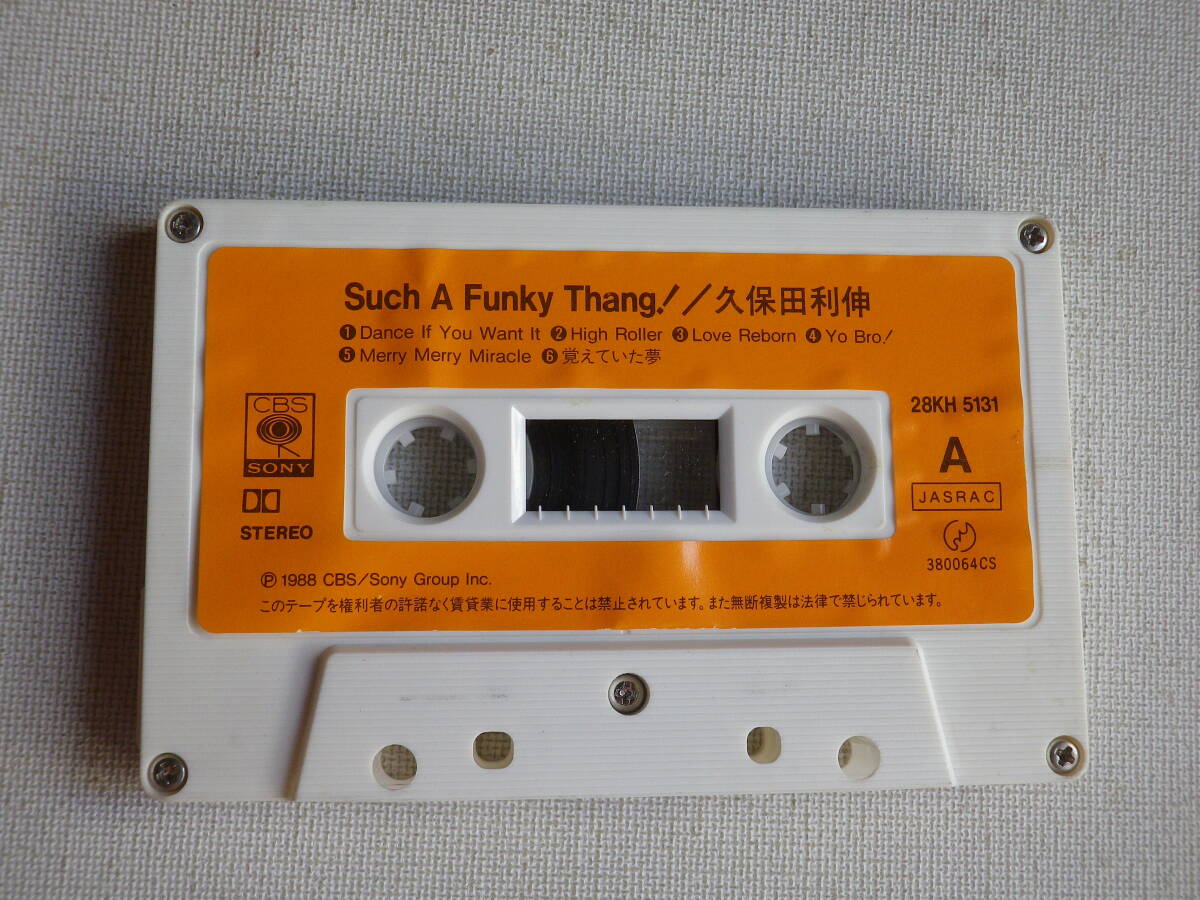 Such A Funky Thang!/久保田利伸
❶Dance If You Want It ❷High Roller ❸Love Reborn ❹Yo Bro!
❺Merry Merry Miracle ❻覚えていた夢
CBS
SONY
STEREO
28KH 5131
A
JASRAC
380064CS
Ⓟ1988 CBS/Sony Group Inc.
このテープを権利者の許諾なく賃貸業に使用することは禁止されています。また無断複製は法律で禁じられています。